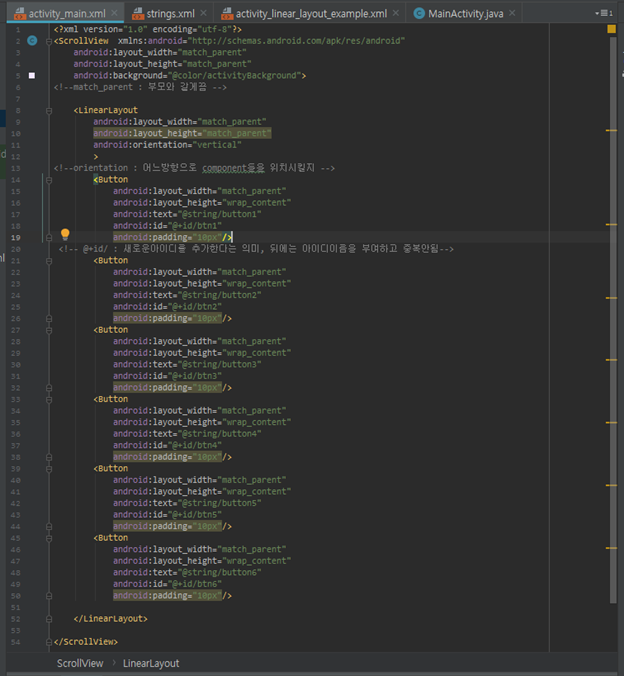 activity_main.xml × strings.xml × activity_linear_layout_example.xml × MainActivity.java ×
1 <?xml version="1.0" encoding="utf-8"?>
2 <ScrollView xmlns:android="http://schemas.android.com/apk/res/android"
3 android:layout_width="match_parent"
4 android:layout_height="match_parent"
5 android:background="@color/activityBackground">
6 <!--match_parent : 부모와 같게끔 -->
7
8 <LinearLayout
9 android:layout_width="match_parent"
10 android:layout_height="match_parent"
11 android:orientation="vertical"
12 >
13 <!--orientation : 어느방향으로 component들을 위치시킬지 -->
14 <Button
15 android:layout_width="match_parent"
16 android:layout_height="wrap_content"
17 android:text="@string/button1"
18 android:id="@+id/btn1"
19 android:padding="10px"/>
20 <!-- @+id/ : 새로운아이디를 추가한다는 의미, 뒤에는 아이디이름을 부여하고 중복안됨-->
21 <Button
22 android:layout_width="match_parent"
23 android:layout_height="wrap_content"
24 android:text="@string/button2"
25 android:id="@+id/btn2"
26 android:padding="10px"/>
27 <Button
28 android:layout_width="match_parent"
29 android:layout_height="wrap_content"
30 android:text="@string/button3"
31 android:id="@+id/btn3"
32 android:padding="10px"/>
33 <Button
34 android:layout_width="match_parent"
35 android:layout_height="wrap_content"
36 android:text="@string/button4"
37 android:id="@+id/btn4"
38 android:padding="10px"/>
39 <Button
40 android:layout_width="match_parent"
41 android:layout_height="wrap_content"
42 android:text="@string/button5"
43 android:id="@+id/btn5"
44 android:padding="10px"/>
45 <Button
46 android:layout_width="match_parent"
47 android:layout_height="wrap_content"
48 android:text="@string/button6"
49 android:id="@+id/btn6"
50 android:padding="10px"/>
51
52 </LinearLayout>
53
54 </ScrollView>
ScrollView › LinearLayout